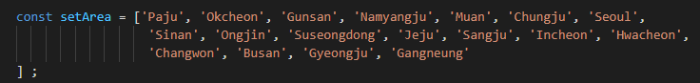 const setArea = ['Paju', 'Okcheon', 'Gunsan', 'Namyangju', 'Muan', 'Chungju', 'Seoul',
'Sinan', 'Ongjin', 'Suseongdong', 'Jeju', 'Sangju', 'Incheon', 'Hwacheon',
'Changwon', 'Busan', 'Gyeongju', 'Gangneung'
] ;